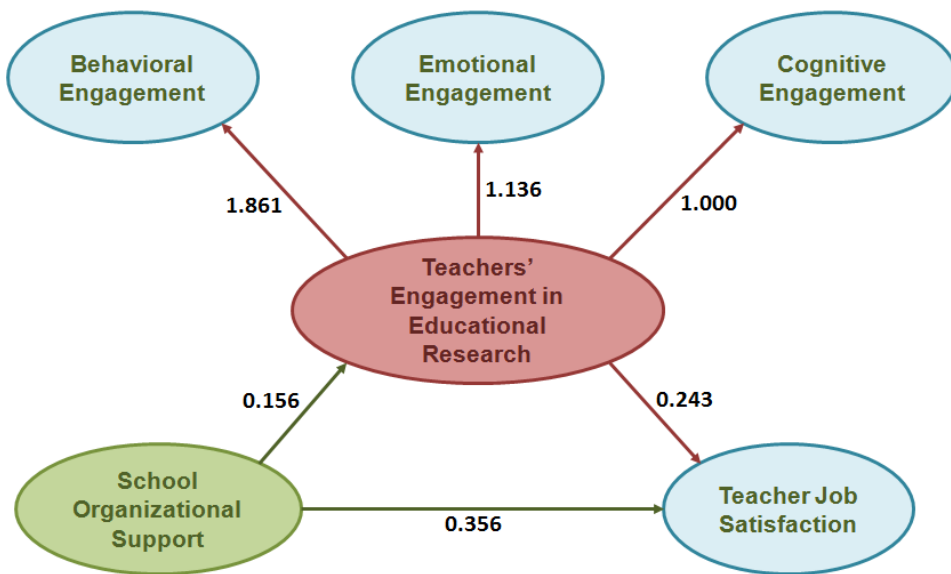 Behavioral
Engagement
Emotional
Engagement
Cognitive
Engagement
1.861
1.136
1.000
Teachers’
Engagement in
Educational
Research
0.156
0.243
School
Organizational
Support
0.356
Teacher Job
Satisfaction